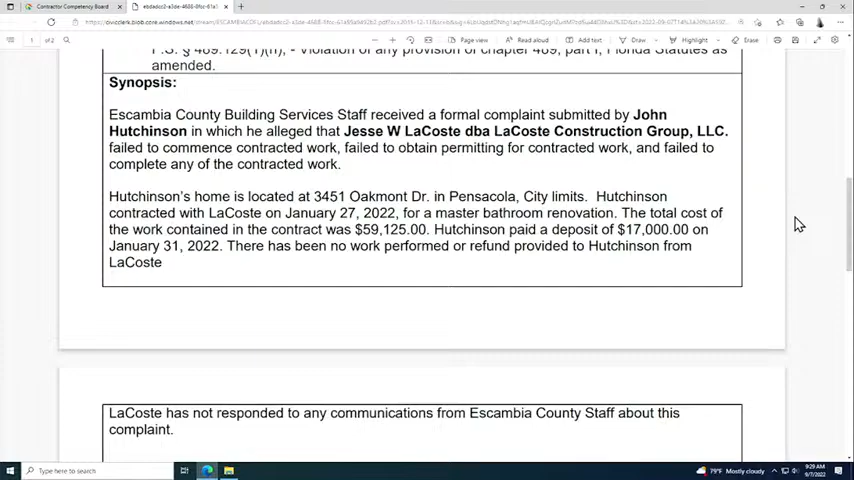 Contractor Competency Board
1 of 2
Page view
Read aloud
Add text
Draw
Highlight
Erase
F.S. § 489.129(1)(n), - Violation of any provision of chapter 489, part I, Florida Statutes as
amended.
Synopsis:
Escambia County Building Services Staff received a formal complaint submitted by John
Hutchinson in which he alleged that Jesse W LaCoste dba LaCoste Construction Group, LLC.
failed to commence contracted work, failed to obtain permitting for contracted work, and failed to
complete any of the contracted work.
Hutchinson's home is located at 3451 Oakmont Dr. in Pensacola, City limits. Hutchinson
contracted with LaCoste on January 27, 2022, for a master bathroom renovation. The total cost of
the work contained in the contract was $59,125.00. Hutchinson paid a deposit of $17,000.00 on
January 31, 2022. There has been no work performed or refund provided to Hutchinson from
LaCoste
LaCoste has not responded to any communications from Escambia County Staff about this
complaint.
Type here to search
79°F Mostly cloudy
9:29 AM
9/7/2022